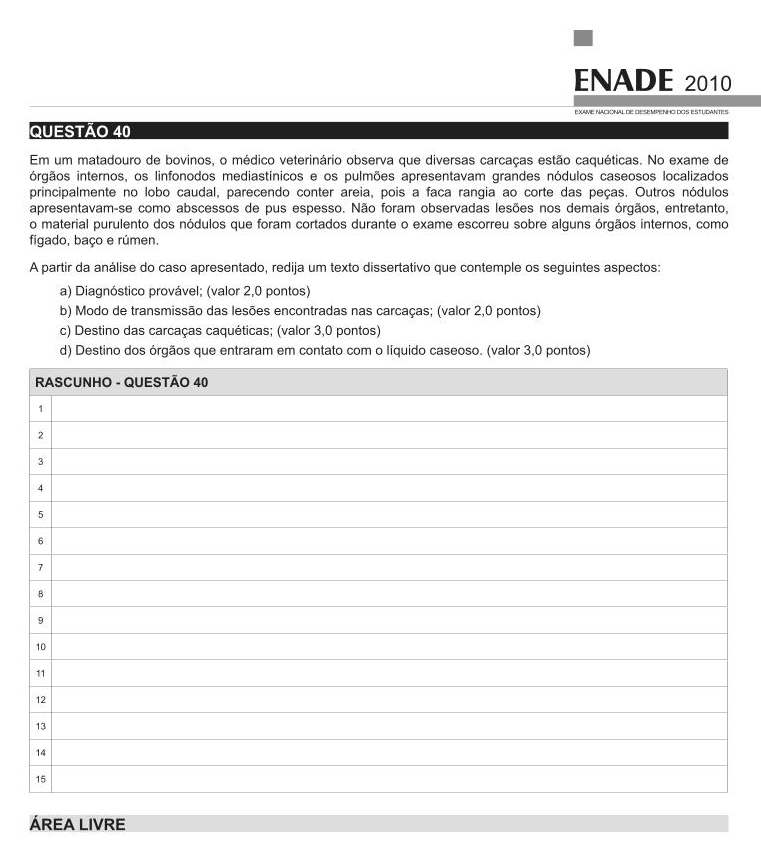 ENADE 2010
EXAME NACIONAL DE DESEMPENHO DOS ESTUDANTES
QUESTÃO 40
Em um matadouro de bovinos, o médico veterinário observa que diversas carcaças estão caquéticas. No exame de
órgãos internos, os linfonodos mediastínicos e os pulmões apresentavam grandes nódulos caseosos localizados
principalmente no lobo caudal, parecendo conter areia, pois a faca rangia ao corte das peças. Outros nódulos
apresentavam-se como abscessos de pus espesso. Não foram observadas lesões nos demais órgãos, entretanto,
o material purulento dos nódulos que foram cortados durante o exame escorreu sobre alguns órgãos internos, como
fígado, baço e rúmen.
A partir da análise do caso apresentado, redija um texto dissertativo que contemple os seguintes aspectos:
a) Diagnóstico provável; (valor 2,0 pontos)
b) Modo de transmissão das lesões encontradas nas carcaças; (valor 2,0 pontos)
c) Destino das carcaças caquéticas; (valor 3,0 pontos)
d) Destino dos órgãos que entraram em contato com o líquido caseoso. (valor 3,0 pontos)
RASCUNHO - QUESTÃO 40
1
2
3
4
5
6
7
8
9
10
11
12
13
14
15
ÁREA LIVRE